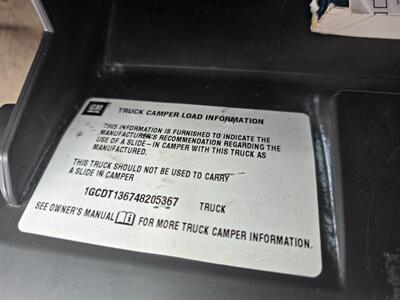 GM
TRUCK CAMPER LOAD INFORMATION
THIS INFORMATION IS FURNISHED TO INDICATE THE
MANUFACTURER'S RECOMMENDATION REGARDING THE
USE OF A SLIDE-IN CAMPER WITH THIS TRUCK AS
MANUFACTURED.
THIS TRUCK SHOULD NOT BE USED TO CARRY
A SLIDE IN CAMPER
1GCDT136748205367 TRUCK
SEE OWNER'S MANUAL FOR MORE TRUCK CAMPER INFORMATION.